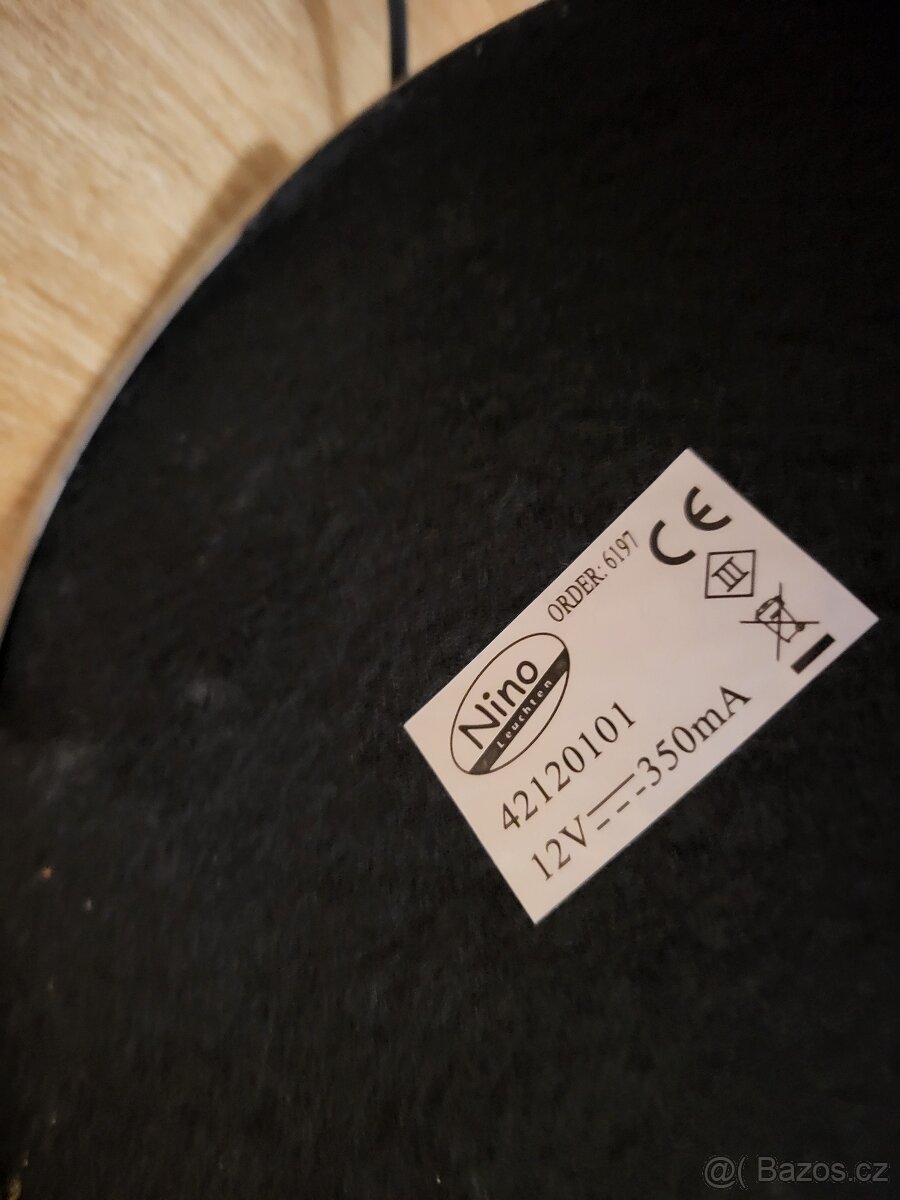 ORDER: 6197
CE
III
Nino
Leuchten
42120101
12V⎓350mA
@( Bazos.cz